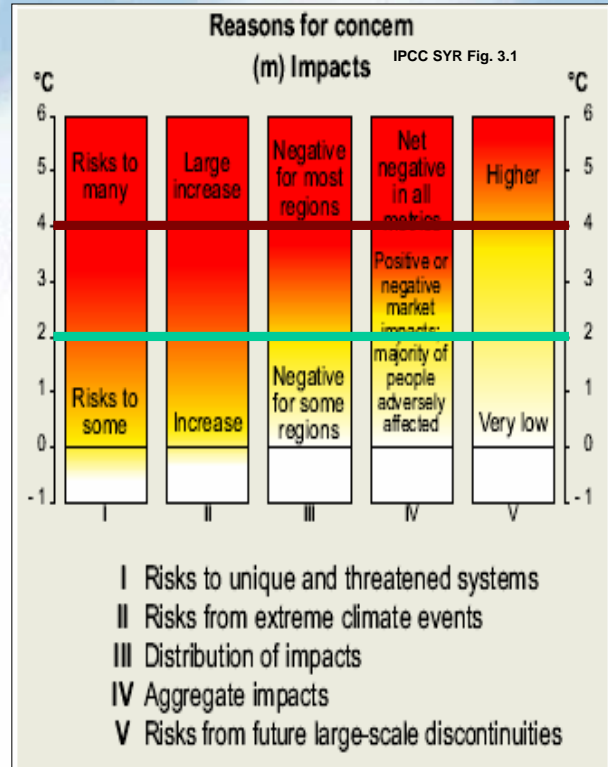 Reasons for concern
(m) Impacts
IPCC SYR Fig. 3.1
°C
°C
6
5
4
3
2
1
0
-1
Risks to
many
Risks to
some
I
Large
increase
Increase
II
Negative
for most
regions
Negative
for some
regions
III
Net
negative
in all
metrics
Positive or
negative
market
impacts;
majority of
people
adversely
affected
IV
Higher
Very low
V
6
5
4
3
2
1
0
-1
I Risks to unique and threatened systems
II Risks from extreme climate events
III Distribution of impacts
IV Aggregate impacts
V Risks from future large-scale discontinuities